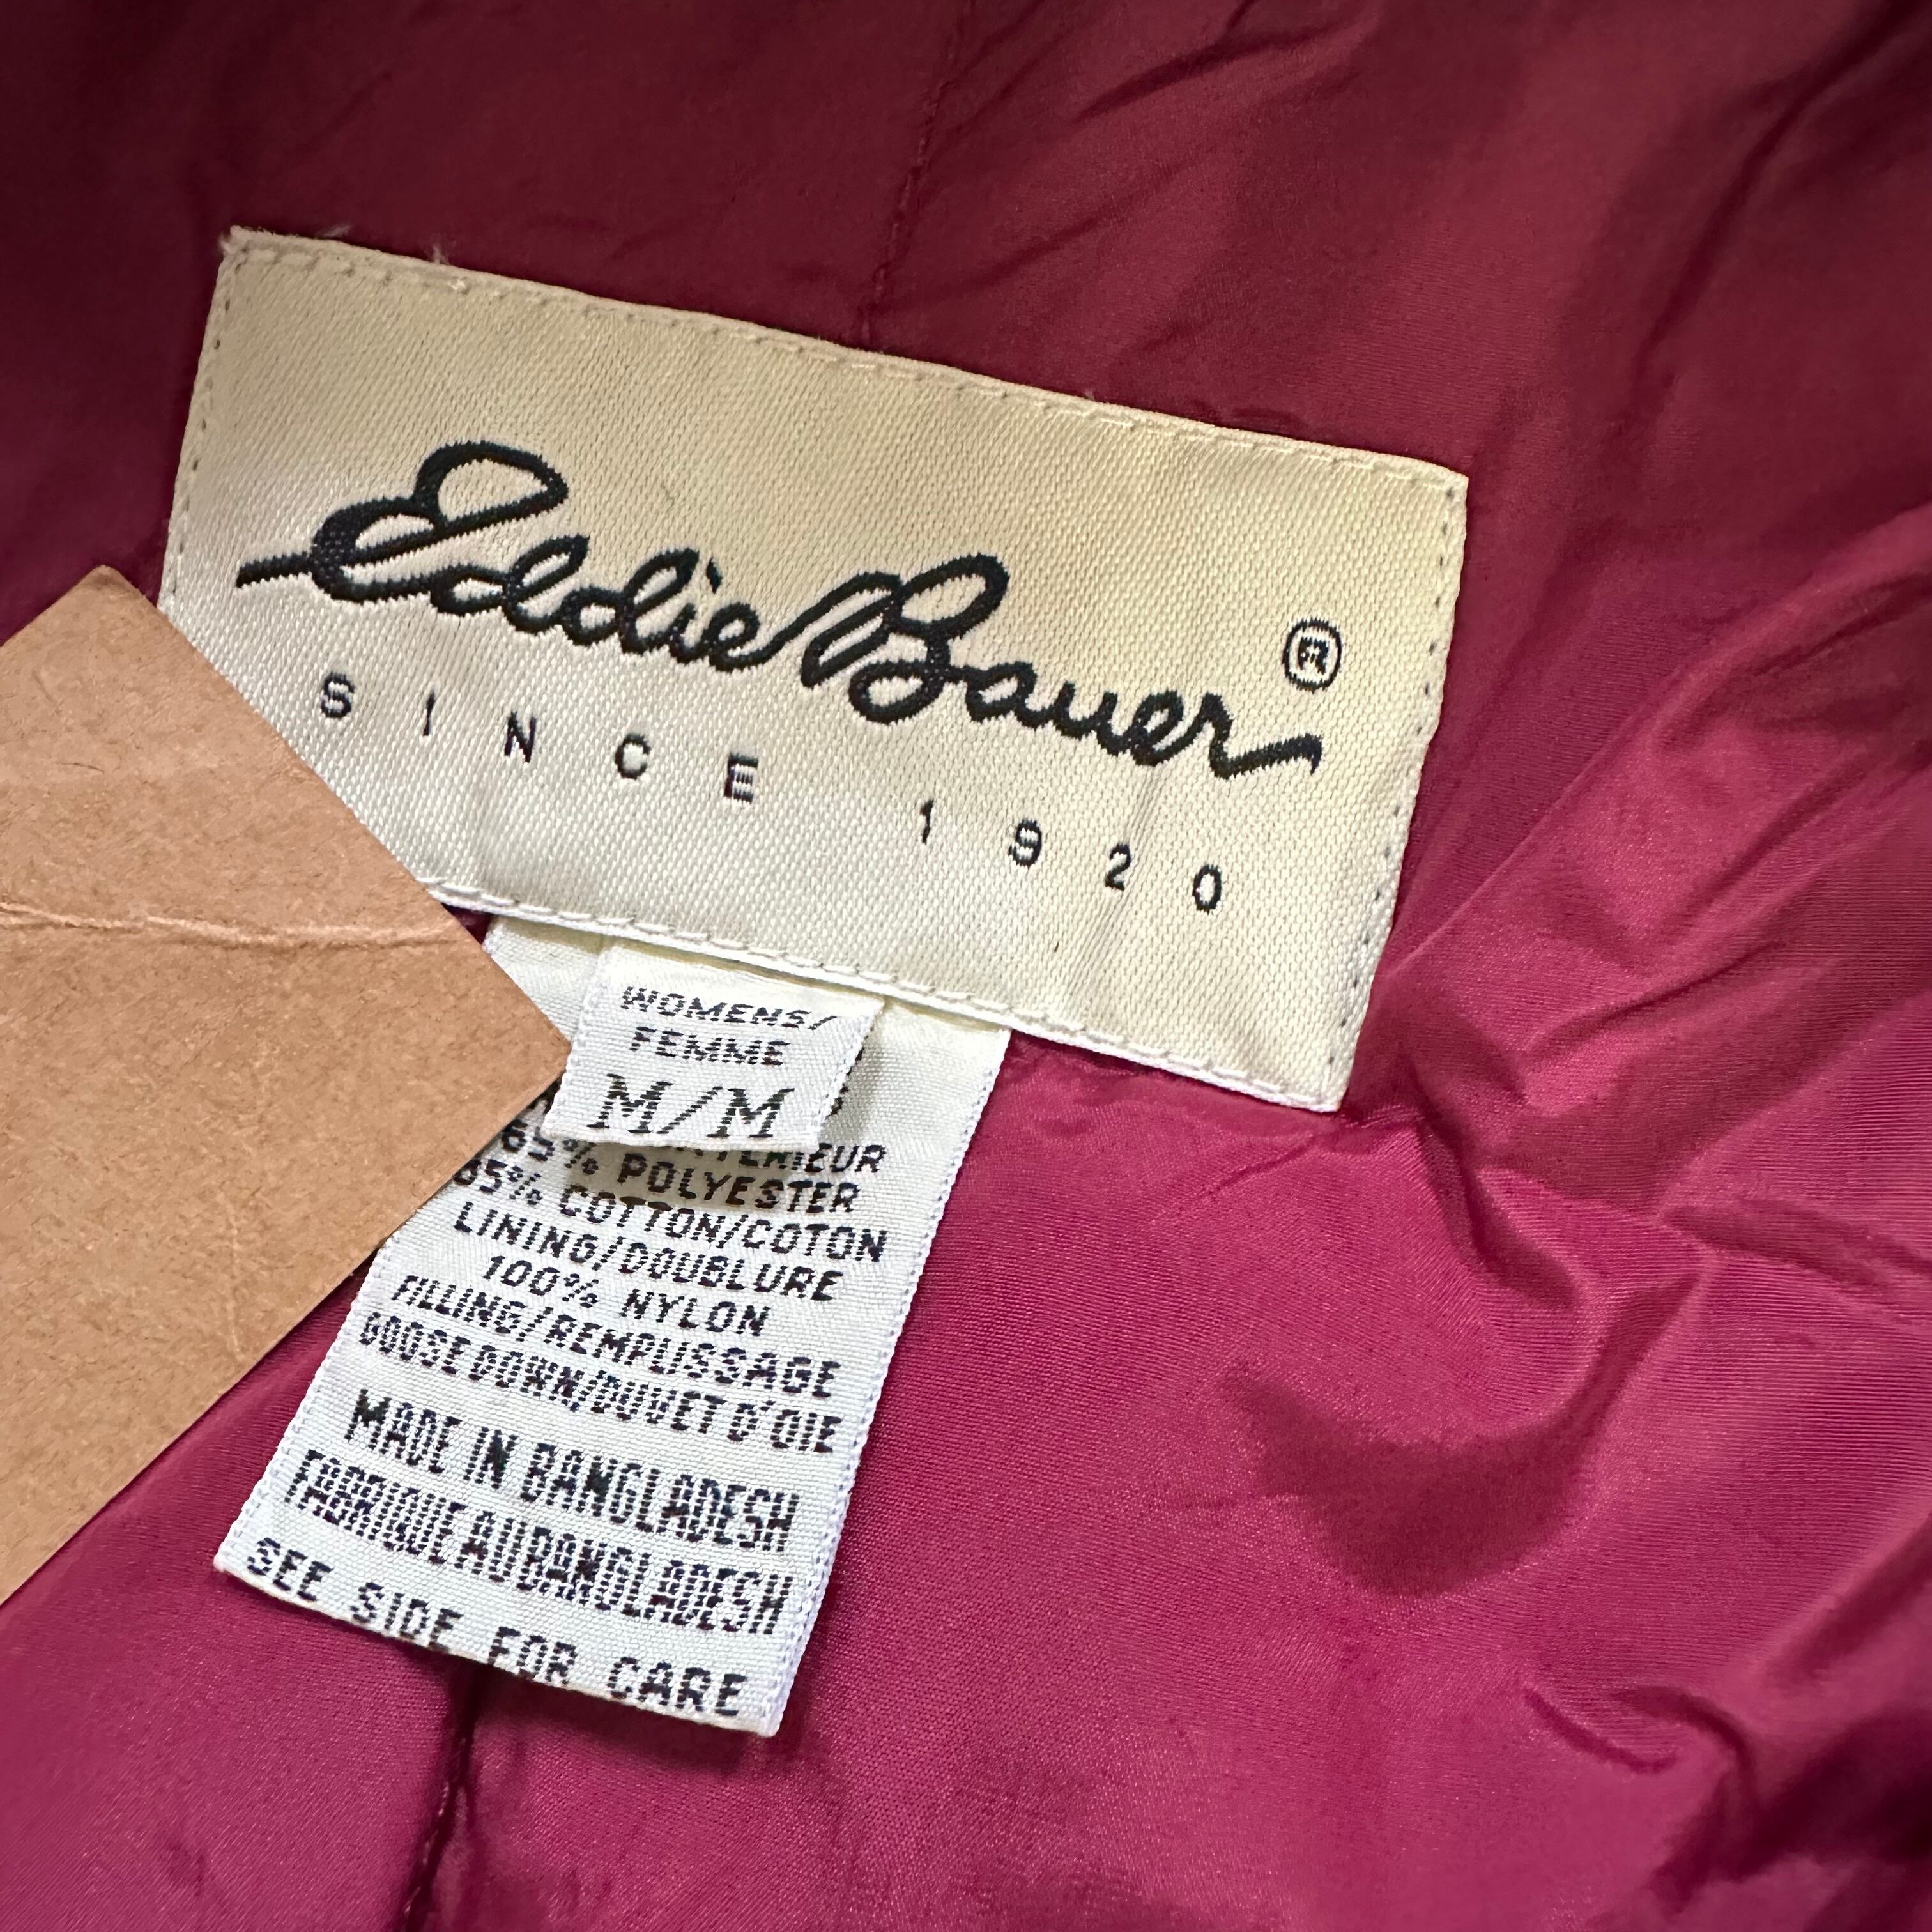 Eddie Bauer®
SINCE 1920
WOMENS/
FEMME
M/M
POLYESTER
COTTON/COTON
LINING/DOUBLURE
100% NYLON
FILLING/REMPLISSAGE
GOOSE DOWN/DUVET D'OIE
MADE IN BANGLADESH
FABRIQUE AU BANGLADESH
SEE SIDE FOR CARE